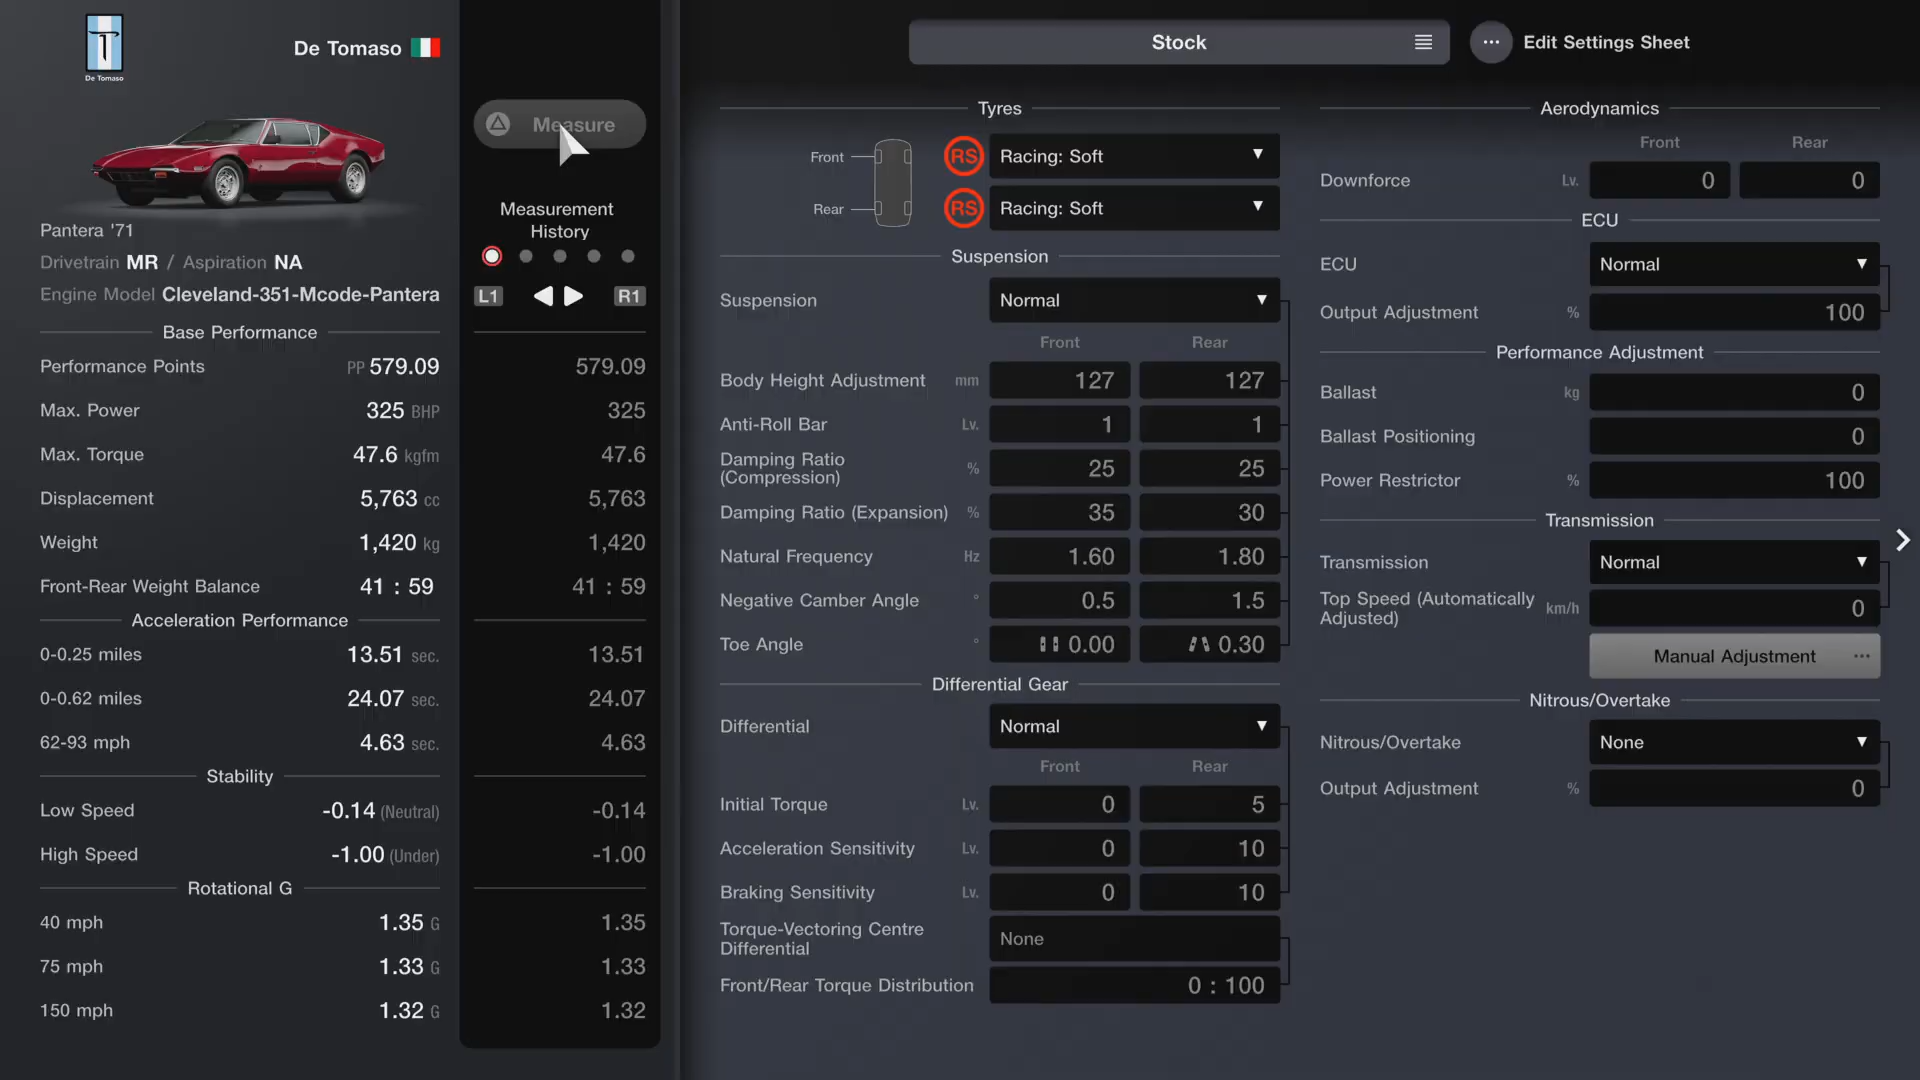 De Tomaso
De Tomaso
Pantera '71
Drivetrain MR / Aspiration NA
Engine Model Cleveland-351-Mcode-Pantera
Base Performance
Performance Points PP 579.09
Max. Power 325 BHP
Max. Torque 47.6 kgfm
Displacement 5,763 cc
Weight 1,420 kg
Front-Rear Weight Balance 41 : 59
Acceleration Performance
0-0.25 miles 13.51 sec.
0-0.62 miles 24.07 sec.
62-93 mph 4.63 sec.
Stability
Low Speed -0.14 (Neutral)
High Speed -1.00 (Under)
Rotational G
40 mph 1.35 G
75 mph 1.33 G
150 mph 1.32 G
Measure
Measurement
History
L1 R1
579.09
325
47.6
5,763
1,420
41 : 59
13.51
24.07
4.63
-0.14
-1.00
1.35
1.33
1.32
Stock
Edit Settings Sheet
Tyres
Front RS Racing: Soft
Rear RS Racing: Soft
Suspension
Suspension Normal
Front Rear
Body Height Adjustment mm 127 127
Anti-Roll Bar Lv. 1 1
Damping Ratio
(Compression) % 25 25
Damping Ratio (Expansion) % 35 30
Natural Frequency Hz 1.60 1.80
Negative Camber Angle ° 0.5 1.5
Toe Angle ° 0.00 0.30
Differential Gear
Differential Normal
Front Rear
Initial Torque Lv. 0 5
Acceleration Sensitivity Lv. 0 10
Braking Sensitivity Lv. 0 10
Torque-Vectoring Centre
Differential None
Front/Rear Torque Distribution 0 : 100
Aerodynamics
Front Rear
Downforce Lv. 0 0
ECU
ECU Normal
Output Adjustment % 100
Performance Adjustment
Ballast kg 0
Ballast Positioning 0
Power Restrictor % 100
Transmission
Transmission Normal
Top Speed (Automatically
Adjusted) km/h 0
Manual Adjustment
Nitrous/Overtake
Nitrous/Overtake None
Output Adjustment % 0